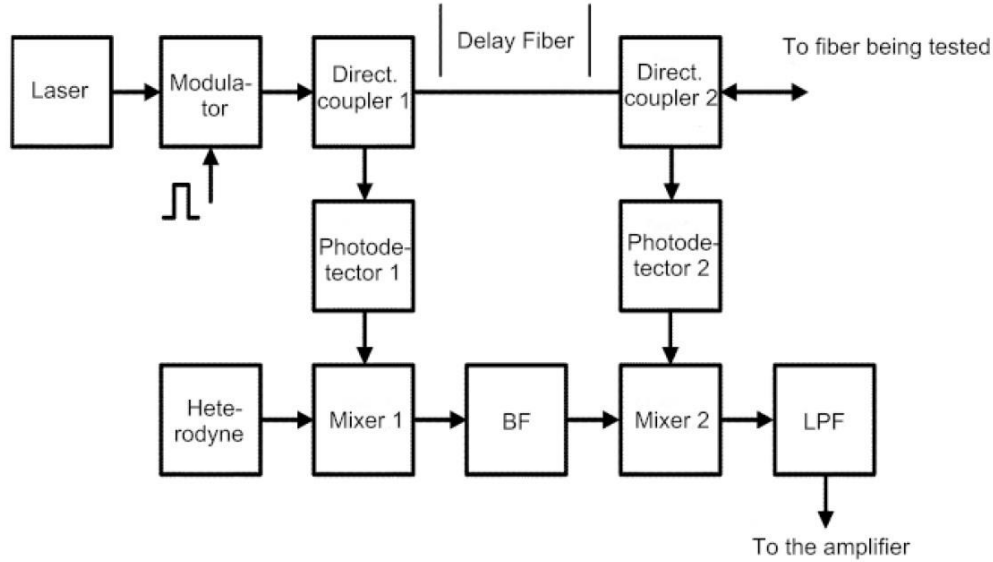 Laser
Modula-
tor
Direct.
coupler 1
Delay Fiber
Direct.
coupler 2
To fiber being tested
Photode-
tector 1
Photode-
tector 2
Hete-
rodyne
Mixer 1
BF
Mixer 2
LPF
To the amplifier